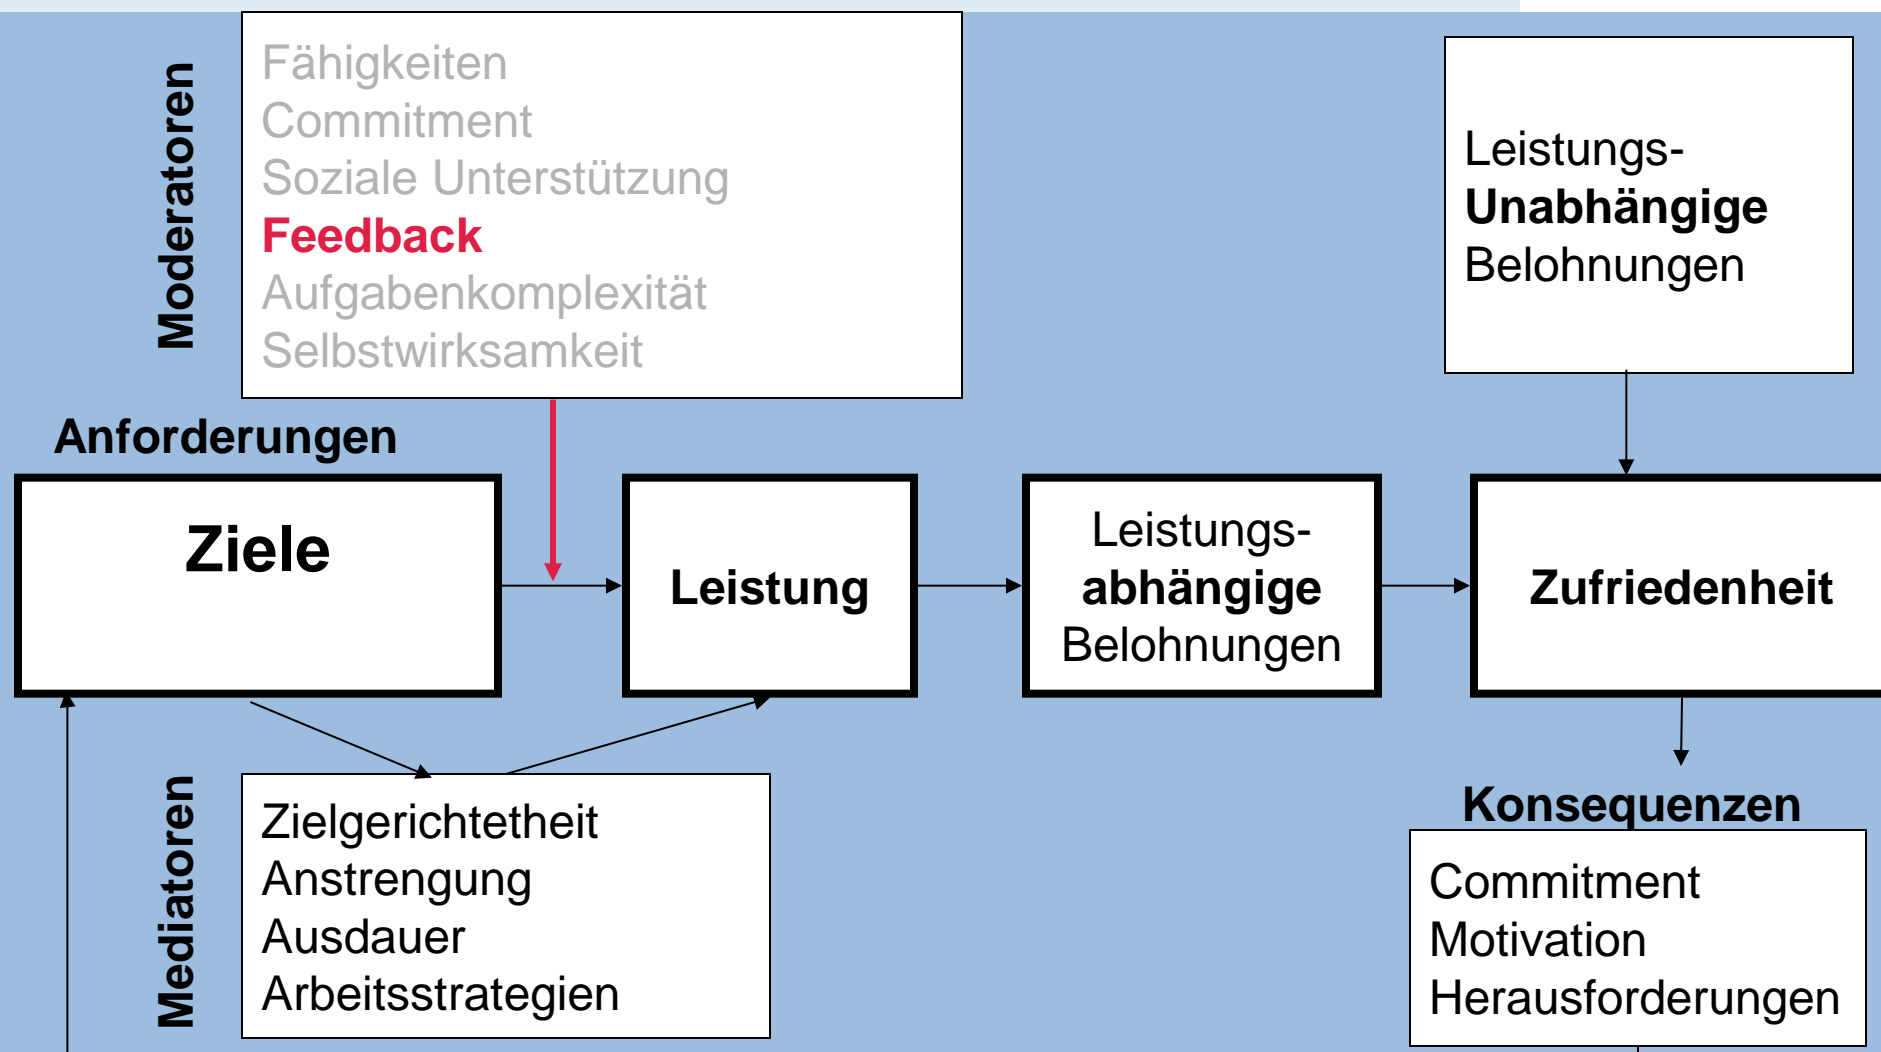 Moderatoren
Fähigkeiten
Commitment
Soziale Unterstützung
Feedback
Aufgabenkomplexität
Selbstwirksamkeit
Leistungs-
Unabhängige
Belohnungen
Anforderungen
Ziele
Leistung
Leistungs-
abhängige
Belohnungen
Zufriedenheit
Mediatoren
Zielgerichtetheit
Anstrengung
Ausdauer
Arbeitsstrategien
Konsequenzen
Commitment
Motivation
Herausforderungen